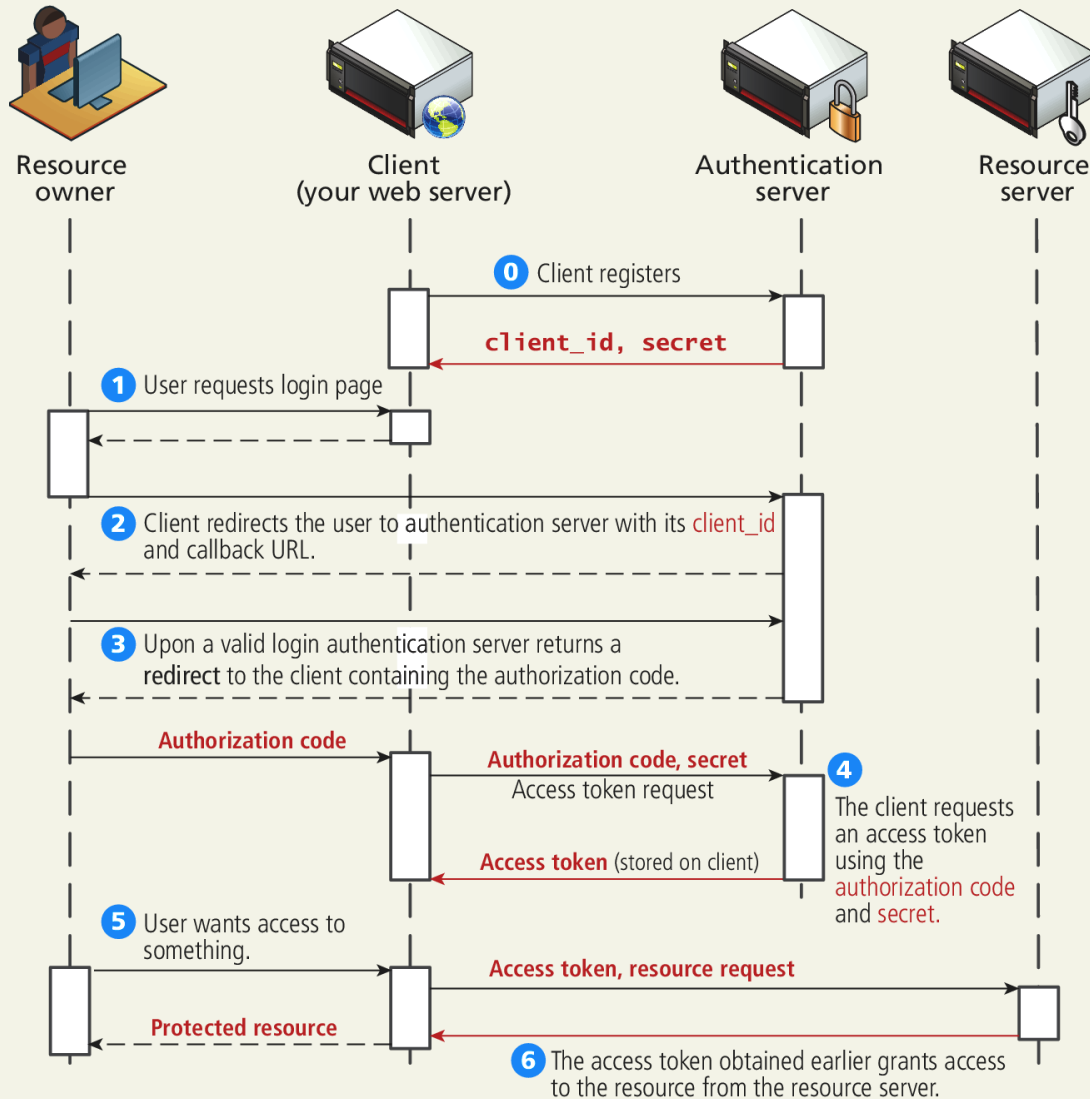 Resource
owner
Client
(your web server)
Authentication
server
Resource
server
0 Client registers
client_id, secret
1 User requests login page
2 Client redirects the user to authentication server with its client_id
and callback URL.
3 Upon a valid login authentication server returns a
redirect to the client containing the authorization code.
Authorization code
Authorization code, secret
Access token request
4
The client requests
an access token
using the
authorization code
and secret.
Access token (stored on client)
5 User wants access to
something.
Access token, resource request
Protected resource
6 The access token obtained earlier grants access
to the resource from the resource server.